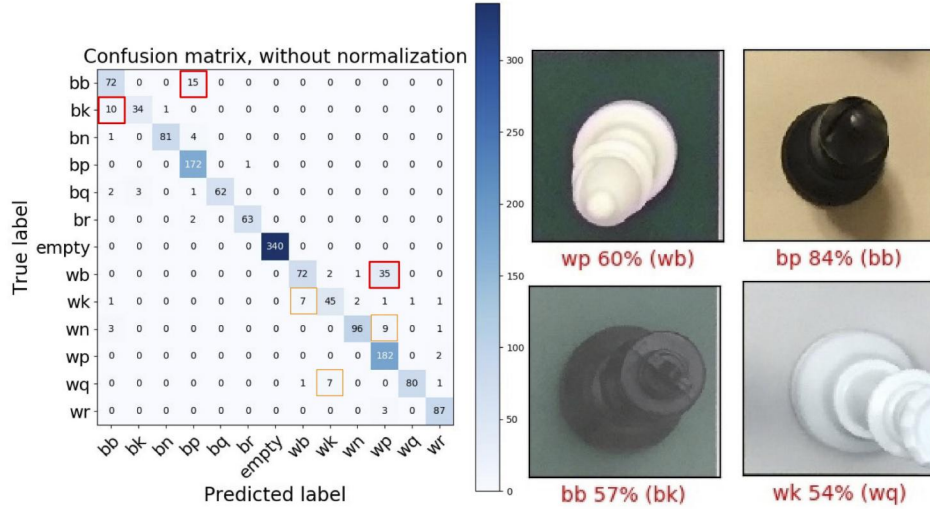 Confusion matrix, without normalization
True label
bb 72 0 0 15 0 0 0 0 0 0 0 0 0
bk 10 34 1 0 0 0 0 0 0 0 0 0 0
bn 1 0 81 4 0 0 0 0 0 0 0 0 0
bp 0 0 0 172 0 1 0 0 0 0 0 0 0
bq 2 3 0 1 62 0 0 0 0 0 0 0 0
br 0 0 0 2 0 63 0 0 0 0 0 0 0
empty 0 0 0 0 0 0 340 0 0 0 0 0 0
wb 0 0 0 0 0 0 0 72 2 1 35 0 0
wk 1 0 0 0 0 0 0 7 45 2 1 1 1
wn 3 0 0 0 0 0 0 0 0 96 9 0 1
wp 0 0 0 0 0 0 0 0 0 0 182 0 2
wq 0 0 0 0 0 0 0 1 7 0 0 80 1
wr 0 0 0 0 0 0 0 0 0 0 3 0 87
bb bk bn bp bq br empty wb wk wn wp wq wr
Predicted label
300
250
200
150
100
50
0
wp 60% (wb)
bp 84% (bb)
bb 57% (bk)
wk 54% (wq)